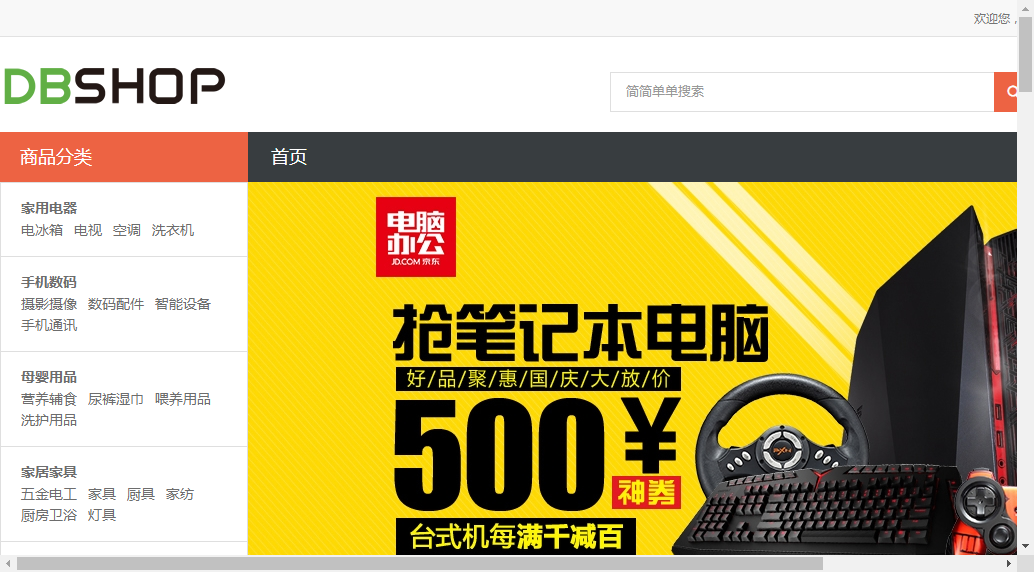 欢迎您，
DBSHOP
简简单单搜索
商品分类
首页
家用电器
电冰箱 电视 空调 洗衣机
手机数码
摄影摄像 数码配件 智能设备
手机通讯
母婴用品
营养辅食 尿裤湿巾 喂养用品
洗护用品
家居家具
五金电工 家具 厨具 家纺
厨房卫浴 灯具
电脑
办公
JD.COM 京东
抢笔记本电脑
好/品/聚/惠/国/庆/大/放/价
500¥
神券
台式机每满千减百
PXN